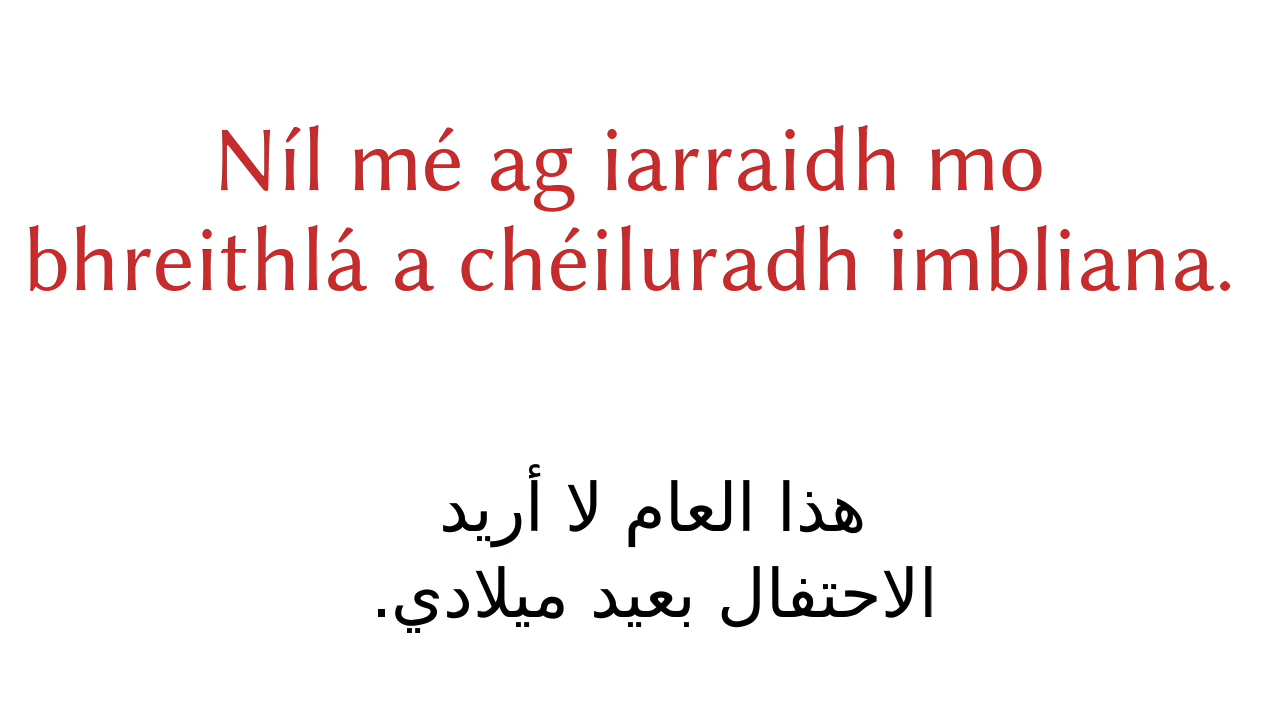 Níl mé ag iarraidh mo
bhreithlá a chéiluradh imbliana.
هذا العام لا أريد
الاحتفال بعيد ميلادي.